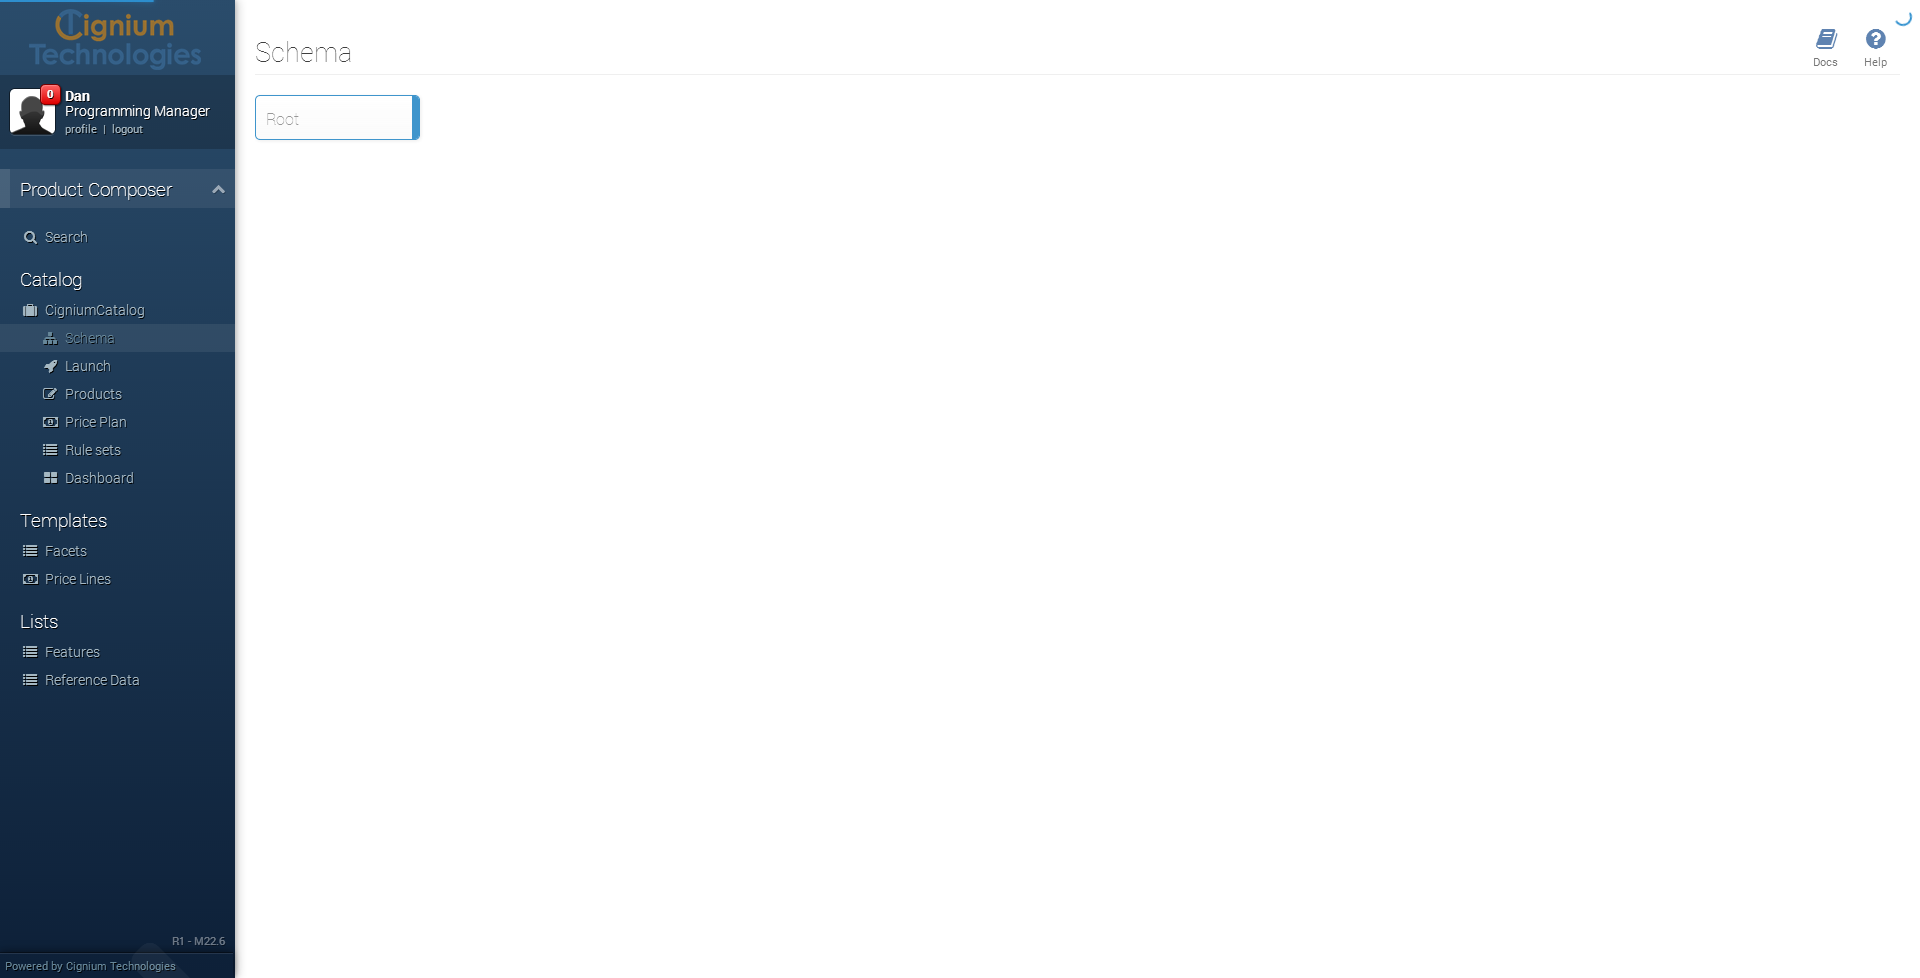 Cignium
Technologies
0
Dan
Programming Manager
profile | logout
Product Composer
Search
Catalog
CigniumCatalog
Schema
Launch
Products
Price Plan
Rule sets
Dashboard
Templates
Facets
Price Lines
Lists
Features
Reference Data
R1 - M22.6
Powered by Cignium Technologies
Schema
Docs
Help
Root